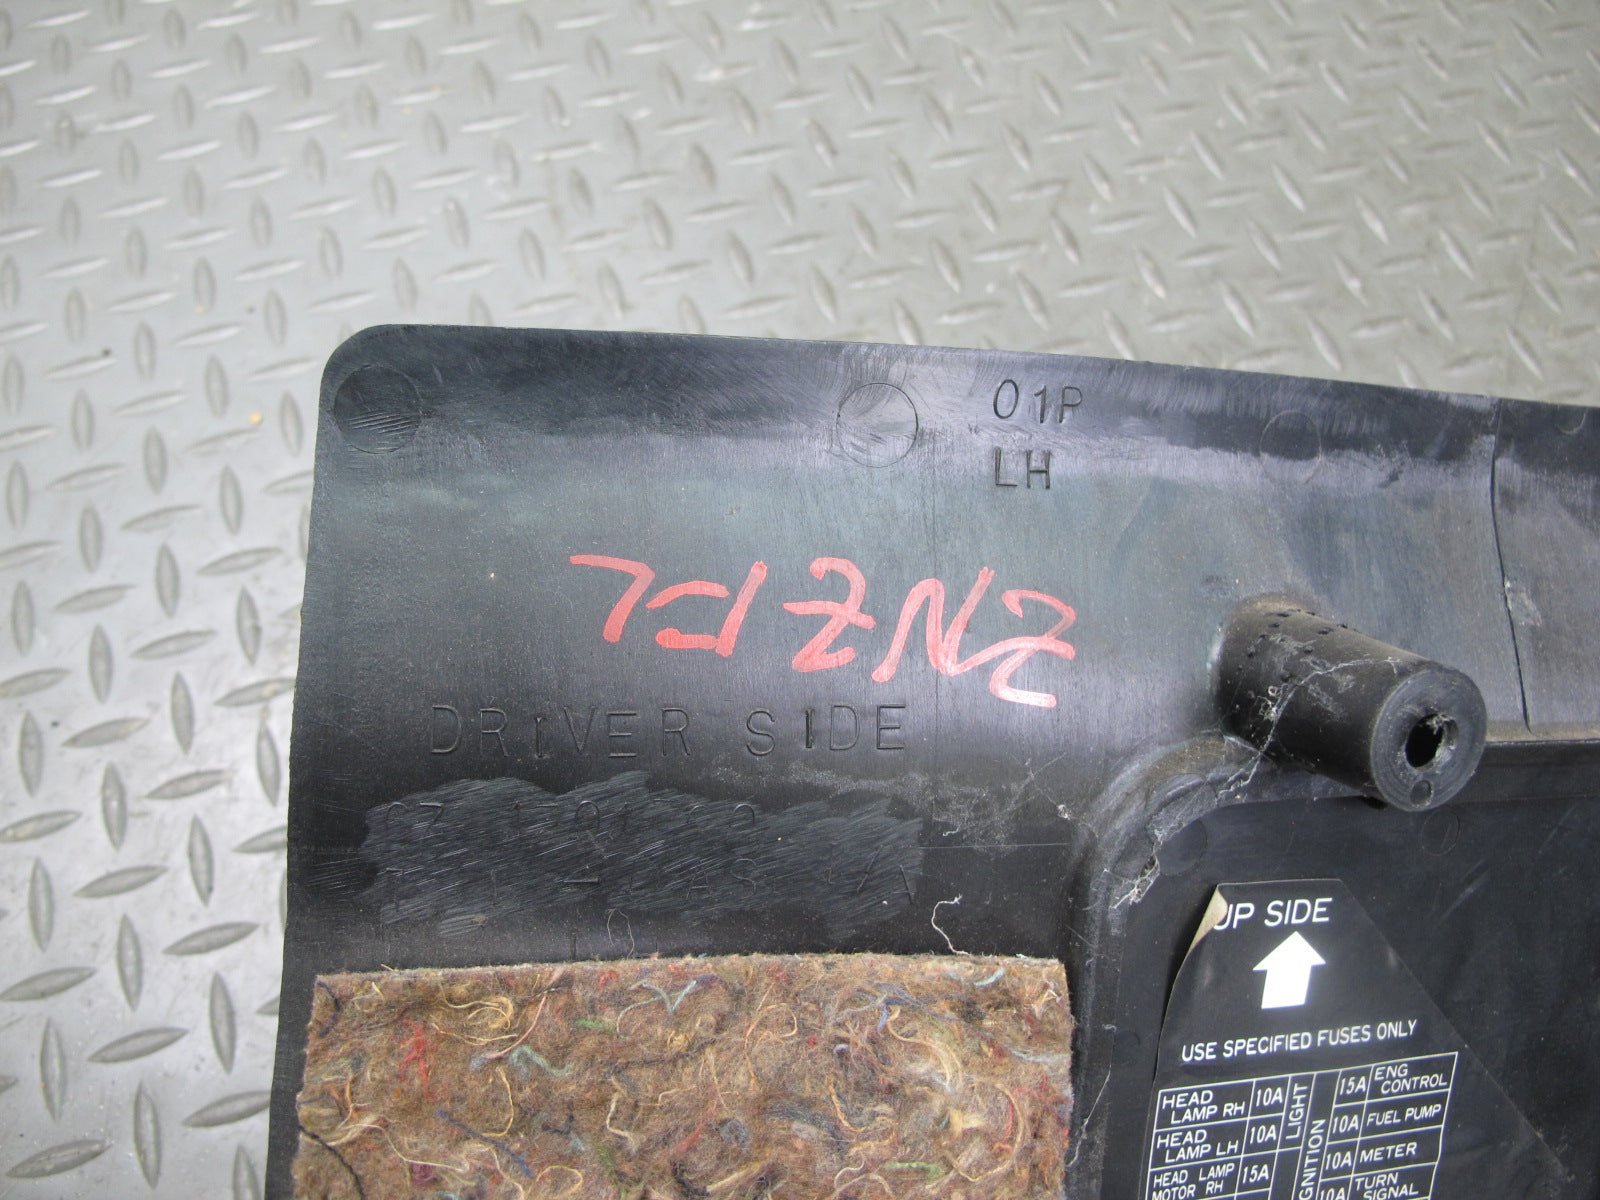 01P
LH
DRIVER SIDE
UP SIDE
USE SPECIFIED FUSES ONLY
HEAD LAMP RH 10A
HEAD LAMP LH 10A
HEAD LAMP MOTOR RH 15A
LIGHT
IGNITION
15A ENG CONTROL
10A FUEL PUMP
10A METER
10A TURN SIGNAL